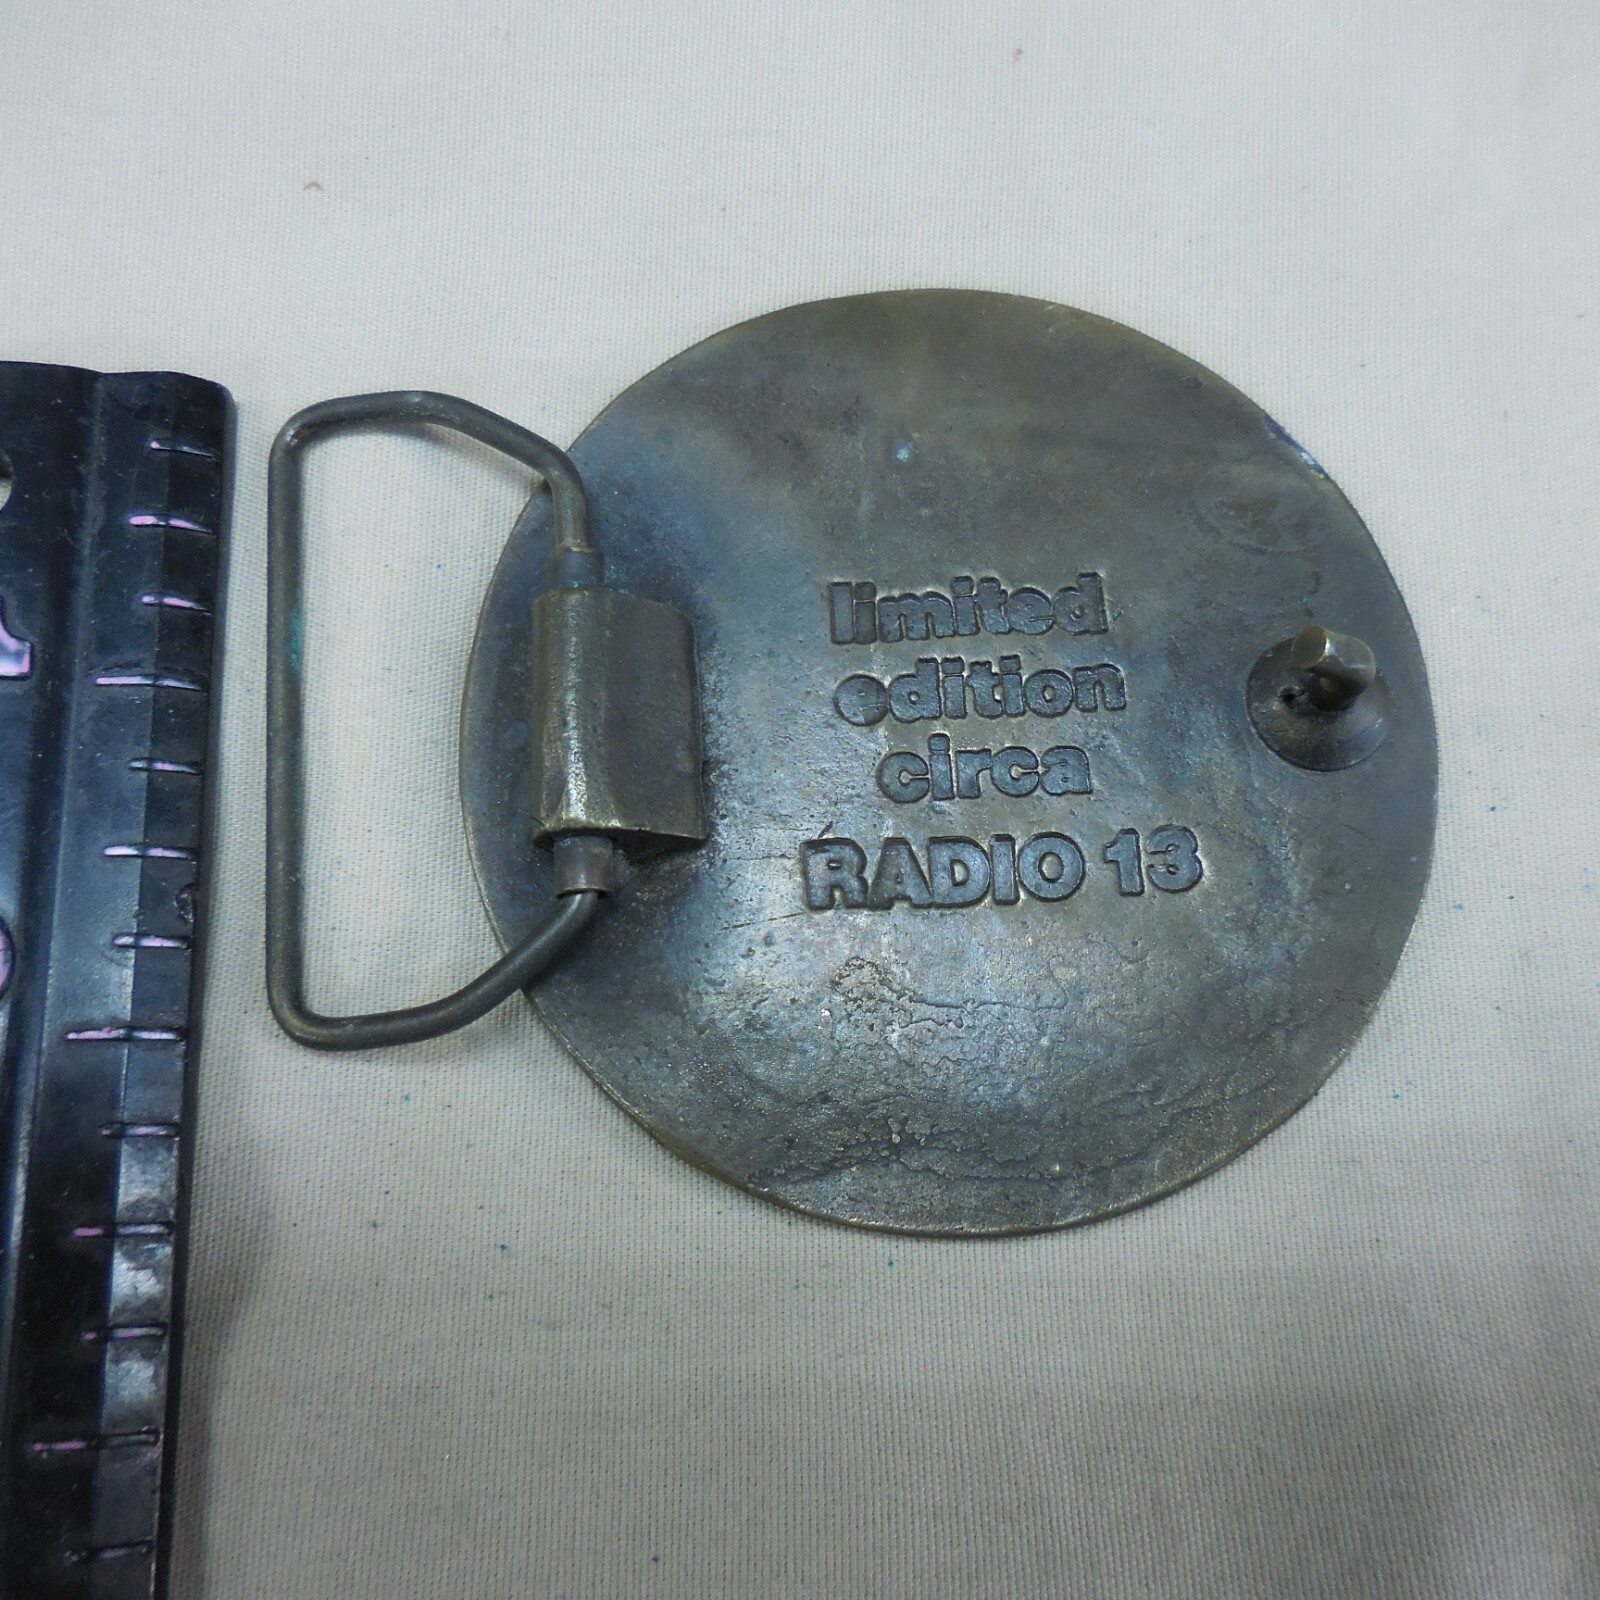 limited
edition
circa
RADIO 13